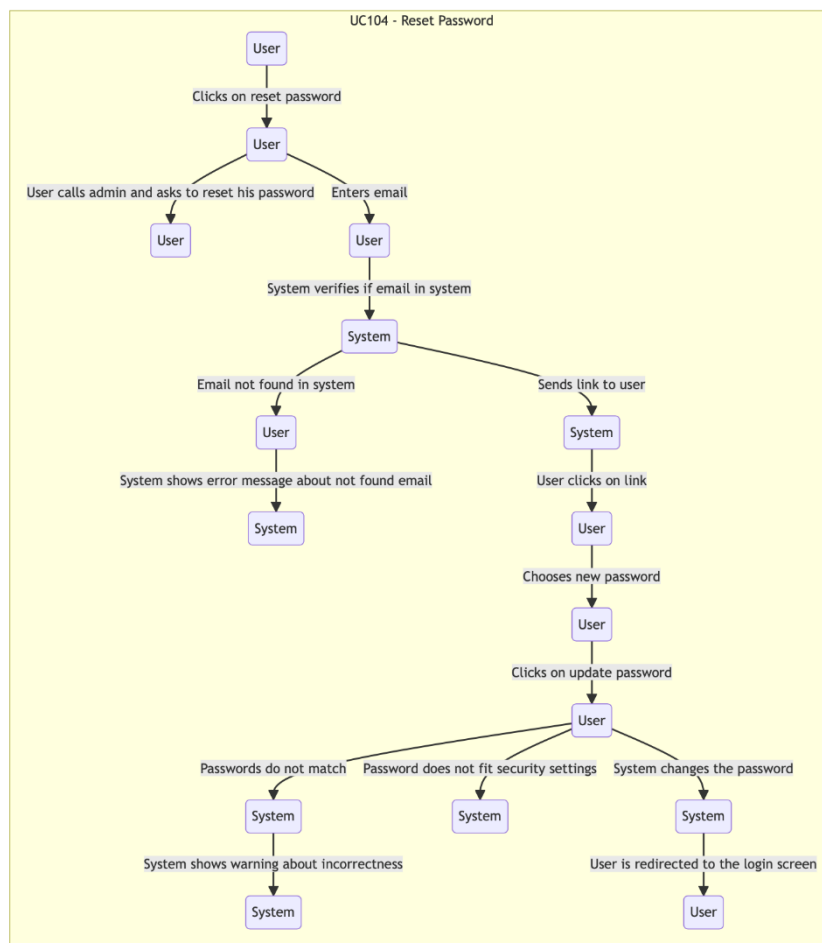 UC104 - Reset Password
User
Clicks on reset password
User
User calls admin and asks to reset his password
Enters email
User
User
System verifies if email in system
System
Email not found in system
Sends link to user
User
System
System shows error message about not found email
User clicks on link
System
User
Chooses new password
User
Clicks on update password
User
Passwords do not match
Password does not fit security settings
System changes the password
System
System
System
System shows warning about incorrectness
User is redirected to the login screen
System
User